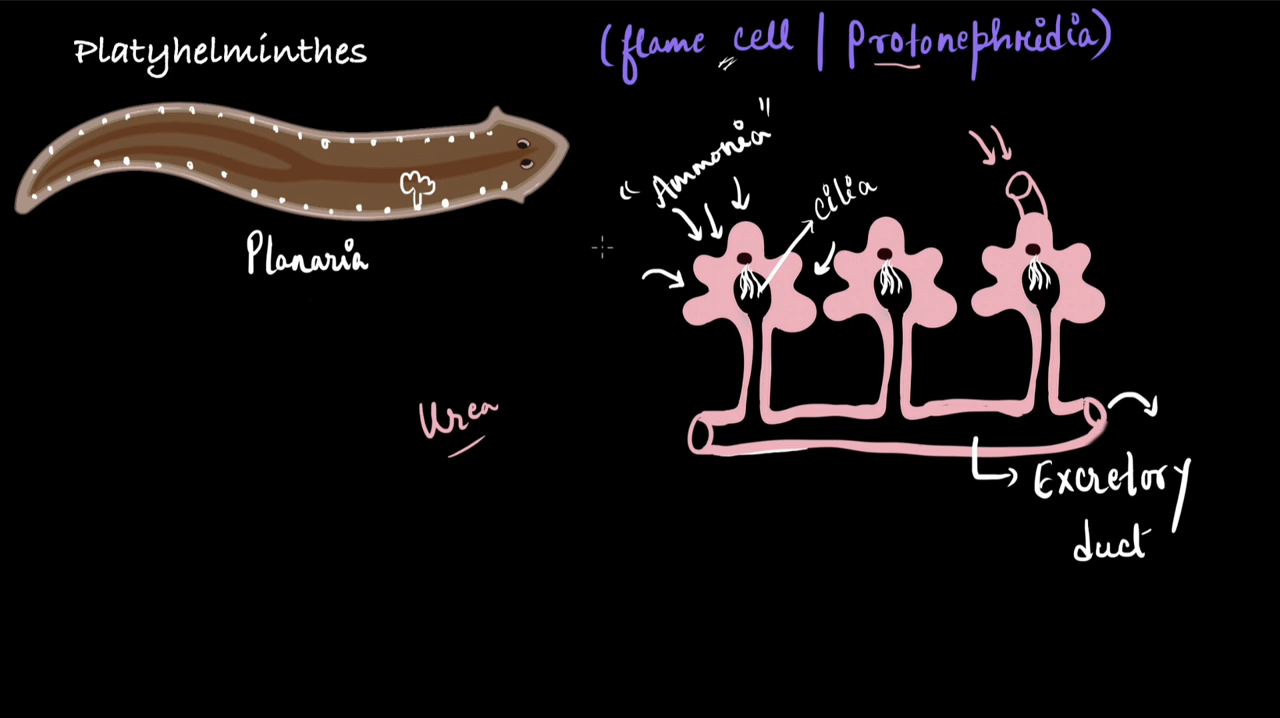 Platyhelminthes
(flame cell | Protonephridia)
"Ammonia"
cilia
Planaria
Urea
Excretory
duct